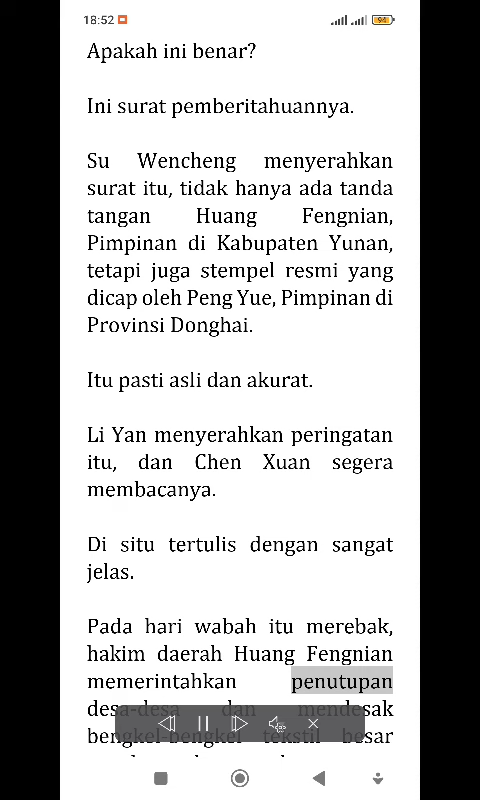 18:52
94
Apakah ini benar?
Ini surat pemberitahuannya.
Su Wencheng menyerahkan
surat itu, tidak hanya ada tanda
tangan Huang Fengnian,
Pimpinan di Kabupaten Yunan,
tetapi juga stempel resmi yang
dicap oleh Peng Yue, Pimpinan di
Provinsi Donghai.
Itu pasti asli dan akurat.
Li Yan menyerahkan peringatan
itu, dan Chen Xuan segera
membacanya.
Di situ tertulis dengan sangat
jelas.
Pada hari wabah itu merebak,
hakim daerah Huang Fengnian
memerintahkan penutupan
desa-desa dan mendesak
bengkel-bengkel tekstil besar